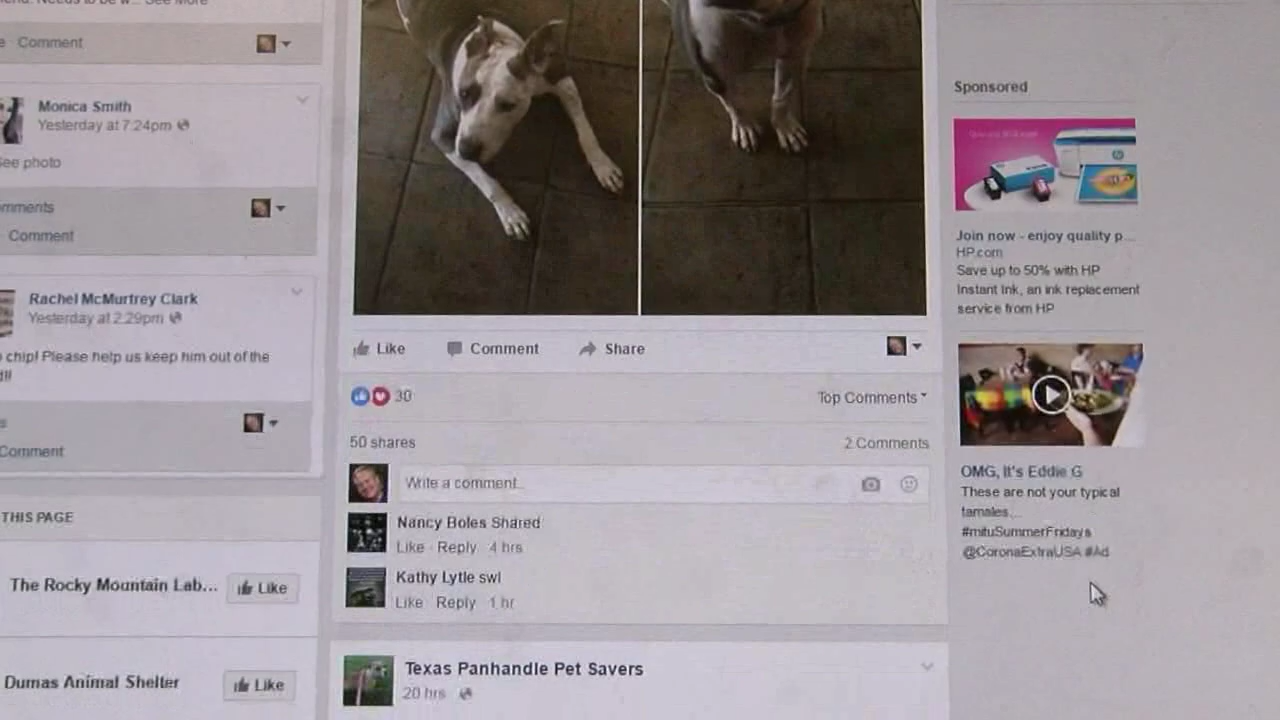 See More
Comment
Monica Smith
Yesterday at 7:24pm
See photo
Comment
Rachel McMurtrey Clark
Yesterday at 2:29pm
chip! Please help us keep him out of the
Comment
THIS PAGE
The Rocky Mountain Lab...
Like
Dumas Animal Shelter
Like
Like
Comment
Share
30
Top Comments
50 shares
2 Comments
Write a comment...
Nancy Boles Shared
Like · Reply · 4 hrs
Kathy Lytle swl
Like · Reply · 1 hr
Texas Panhandle Pet Savers
20 hrs
Sponsored
Join now - enjoy quality p...
HP.com
Save up to 50% with HP
Instant Ink, an ink replacement
service from HP
OMG, It's Eddie G
These are not your typical
tamales...
#mituSummerFridays
@CoronaExtraUSA #Ad